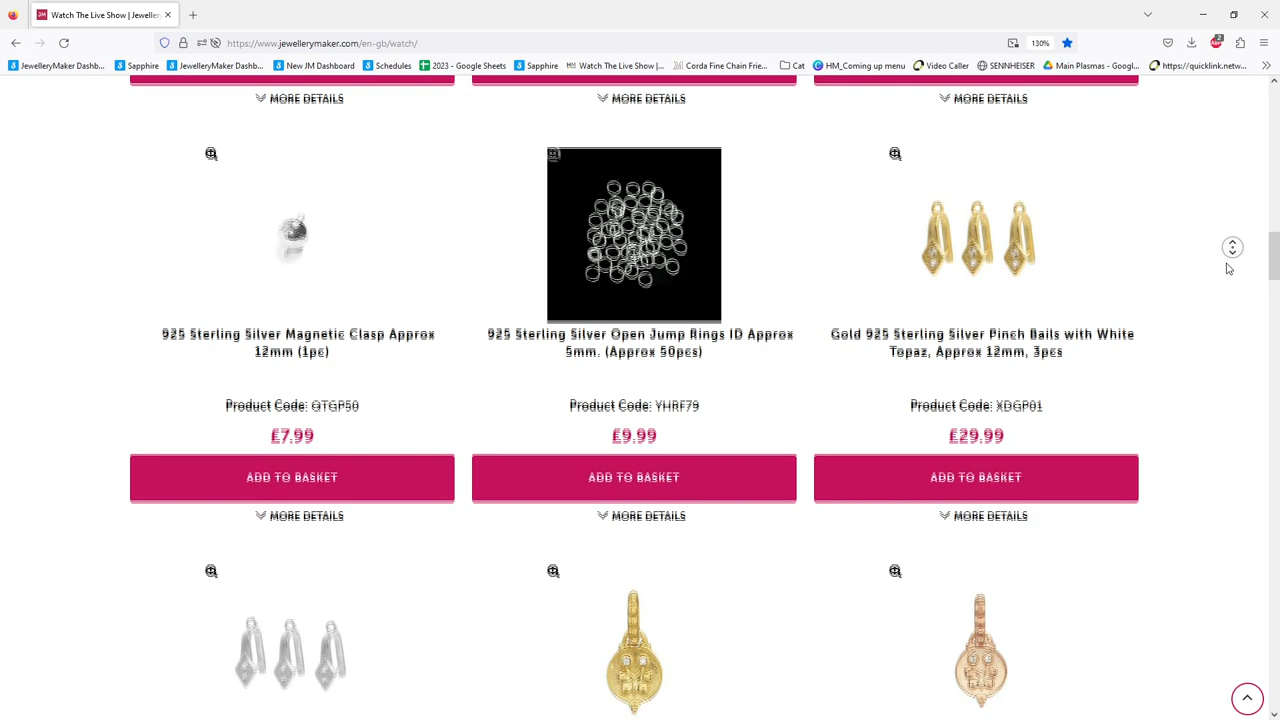 Watch The Live Show | Jeweller
https://www.jewellerymaker.com/elr-gb/watch/
130%
2
JewelleryMaker Dashb...
Sapphire
JewelleryMaker Dashb...
New JM Dashboard
Schedules
2023 - Google Sheets
Sapphire
Watch The Live Show |...
Corda Fine Chain Frien...
Cat
HM_Coming up menu
Video Caller
SENNHEISER
Main Plasmas - Googl...
https://quicklink.netw...
MORE DETAILS
MORE DETAILS
MORE DETAILS
925 Sterling Silver Magnetic Clasp Approx
12mm (1pc)
Product Code: QTGP50
£7.99
ADD TO BASKET
MORE DETAILS
925 Sterling Silver Open Jump Rings ID Approx
5mm. (Approx 50pcs)
Product Code: YHRF79
£9.99
ADD TO BASKET
MORE DETAILS
Gold 925 Sterling Silver Pinch Bails with White
Topaz, Approx 12mm, 3pcs
Product Code: XDGP01
£29.99
ADD TO BASKET
MORE DETAILS